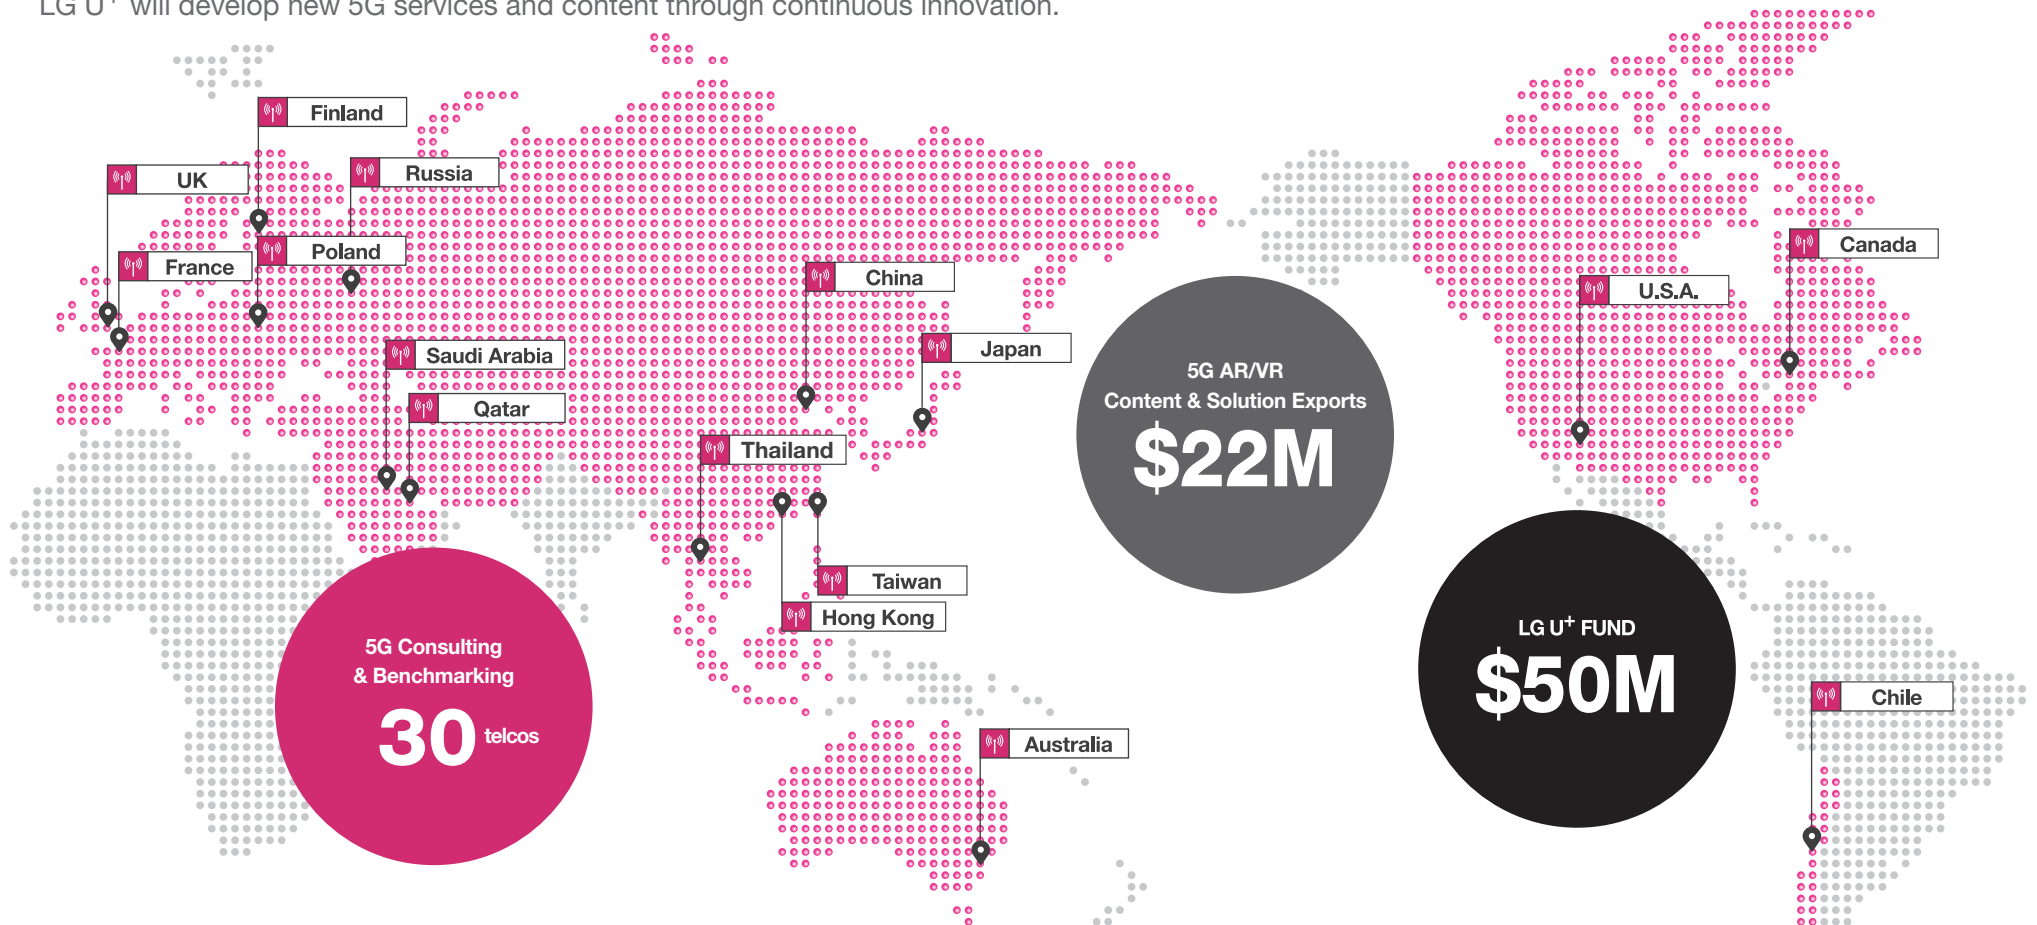 LG U+ will develop new 5G services and content through continuous innovation.
Finland
UK
Russia
France
Poland
China
Canada
U.S.A.
Saudi Arabia
Japan
Qatar
Thailand
Taiwan
Hong Kong
Australia
Chile
5G AR/VR
Content & Solution Exports
$22M
LG U+ FUND
$50M
5G Consulting
& Benchmarking
30 telcos